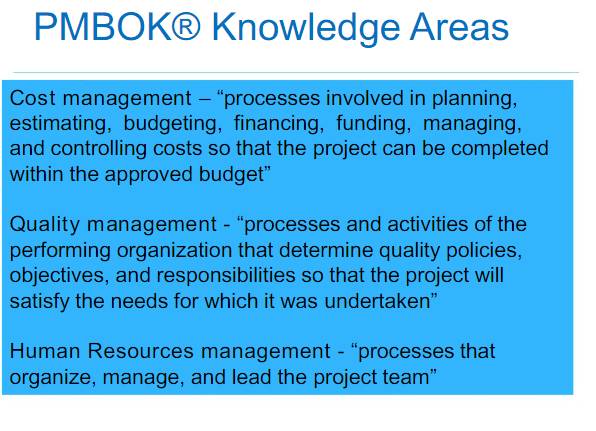 PMBOK® Knowledge Areas
Cost management – “processes involved in planning,
estimating, budgeting, financing, funding, managing,
and controlling costs so that the project can be completed
within the approved budget”
Quality management - “processes and activities of the
performing organization that determine quality policies,
objectives, and responsibilities so that the project will
satisfy the needs for which it was undertaken”
Human Resources management - “processes that
organize, manage, and lead the project team”